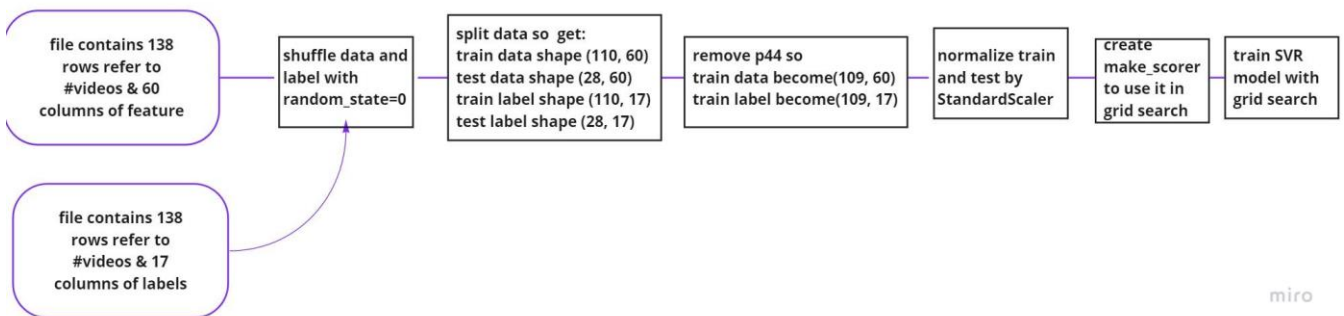 file contains 138
rows refer to
#videos & 60
columns of feature
shuffle data and
label with
random_state=0
split data so get:
train data shape (110, 60)
test data shape (28, 60)
train label shape (110, 17)
test label shape (28, 17)
remove p44 so
train data become(109, 60)
train label become(109, 17)
normalize train
and test by
StandardScaler
create
make_scorer
to use it in
grid search
train SVR
model with
grid search
file contains 138
rows refer to
#videos & 17
columns of labels
miro